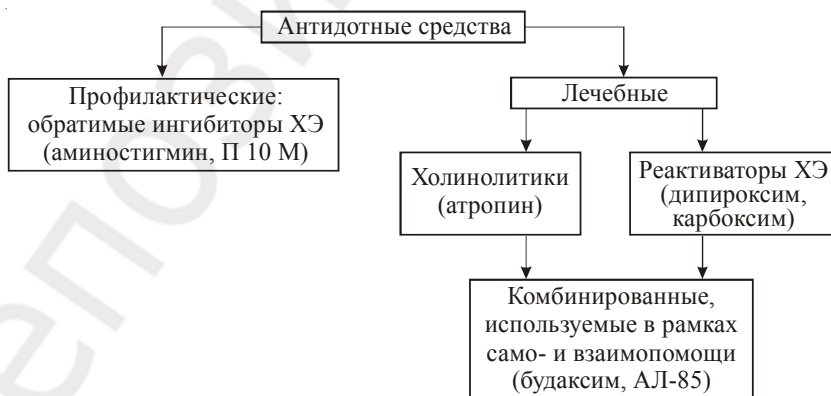 Антидотные средства
Профилактические:
обратимые ингибиторы ХЭ
(аминостигмин, П 10 М)
Лечебные
Холинолитики
(атропин)
Реактиваторы ХЭ
(дипироксим,
карбоксим)
Комбинированные,
используемые в рамках
само- и взаимопомощи
(будаксим, АЛ-85)